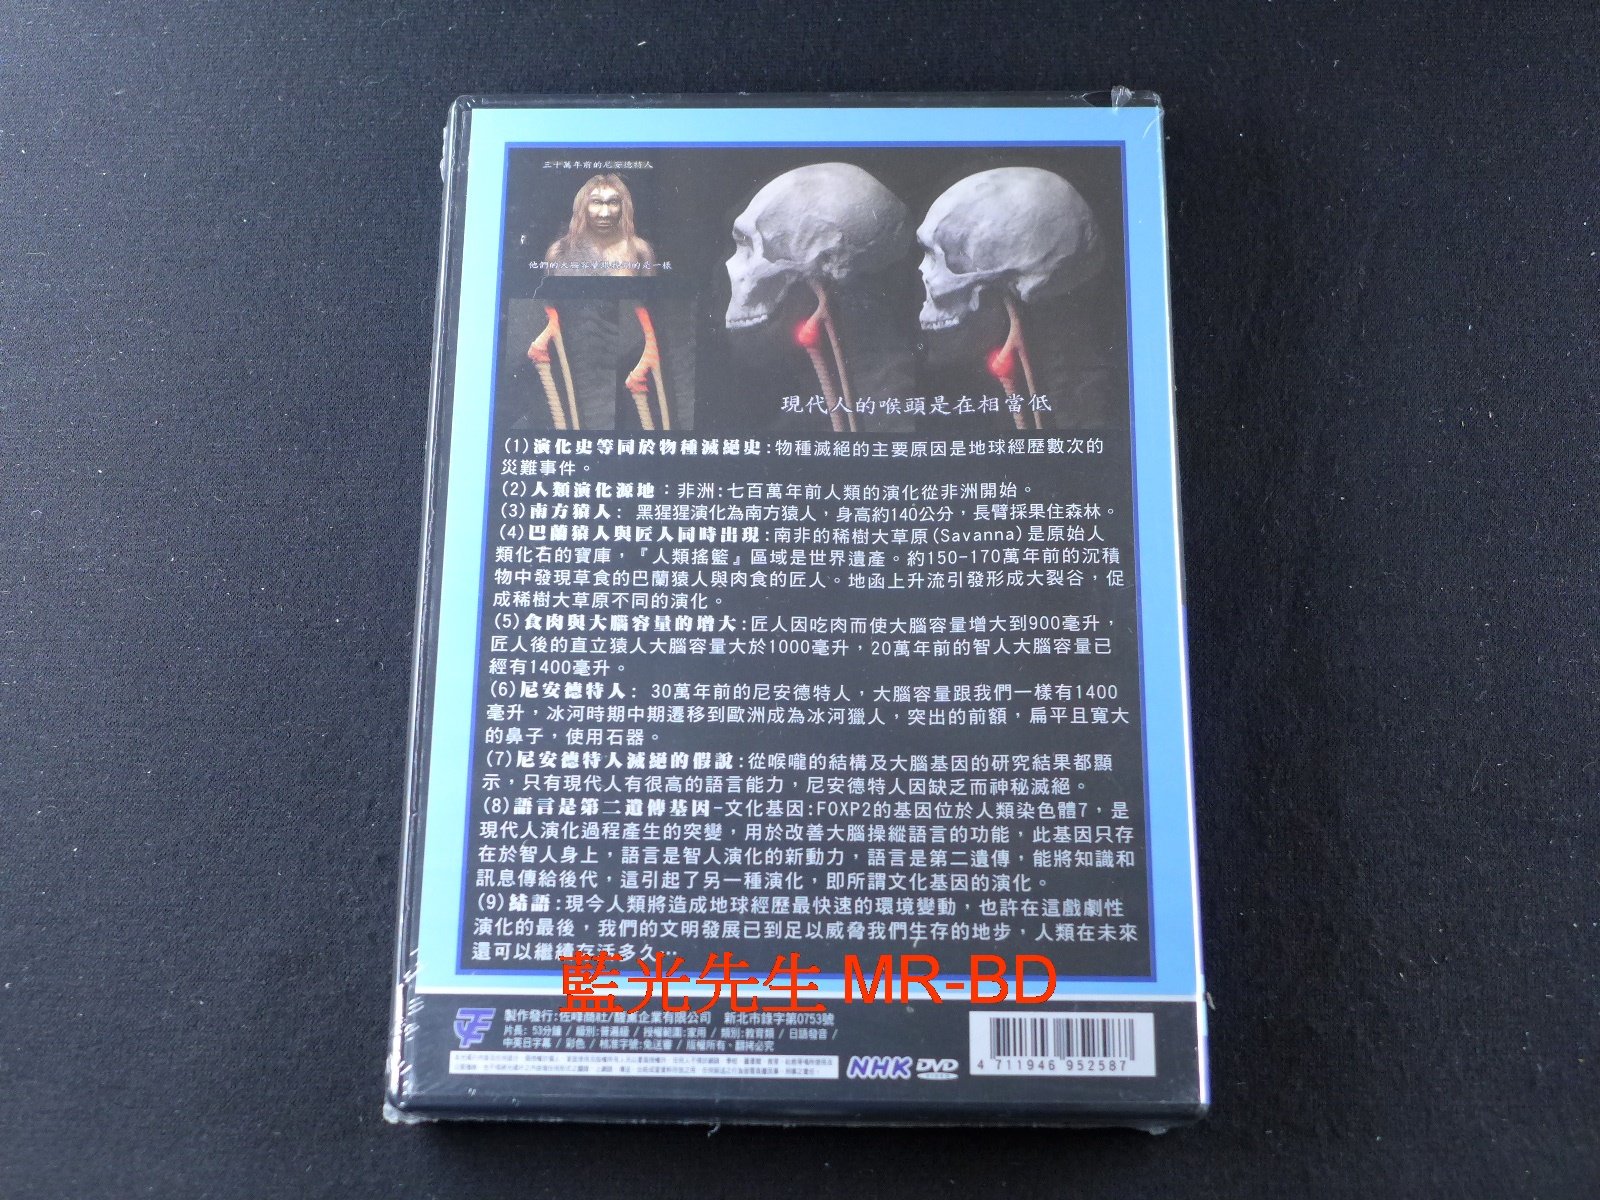 三十萬年前的尼安德特人
他們的大腦容量跟我們的是一樣
現代人的喉頭是在相當低
(1)演化史等同於物種滅絕史:物種滅絕的主要原因是地球經歷數次的
災難事件。
(2)人類演化源地:非洲:七百萬年前人類的演化從非洲開始。
(3)南方猿人: 黑猩猩演化為南方猿人,身高約140公分,長臂採果住森林。
(4)巴蘭猿人與匠人同時出現:南非的稀樹大草原(Savanna)是原始人
類化石的寶庫,『人類搖籃』區域是世界遺產。約150-170萬年前的沉積
物中發現草食的巴蘭猿人與肉食的匠人。地函上升流引發形成大裂谷,促
成稀樹大草原不同的演化。
(5)食肉與大腦容量的增大:匠人因吃肉而使大腦容量增大到900毫升,
匠人後的直立猿人大腦容量大於1000毫升,20萬年前的智人大腦容量已
經有1400毫升。
(6)尼安德特人: 30萬年前的尼安德特人,大腦容量跟我們一樣有1400
毫升,冰河時期中期遷移到歐洲成為冰河獵人,突出的前額,扁平且寬大
的鼻子,使用石器。
(7)尼安德特人滅絕的假說:從喉嚨的結構及大腦基因的研究結果都顯
示,只有現代人有很高的語言能力,尼安德特人因缺乏而神秘滅絕。
(8)語言是第二遺傳基因-文化基因:FOXP2的基因位於人類染色體7,是
現代人演化過程產生的突變,用於改善大腦操縱語言的功能,此基因只存
在於智人身上,語言是智人演化的新動力,語言是第二遺傳,能將知識和
訊息傳給後代,這引起了另一種演化,即所謂文化基因的演化。
(9)結語:現今人類將造成地球經歷最快速的環境變動,也許在這戲劇性
演化的最後,我們的文明發展已到足以威脅我們生存的地步,人類在未來
還可以繼續存活多久…
藍光先生 MR-BD
製作發行:佐峰商社/ 企業有限公司 新北市錄字第0753號
片長: 53分鐘 / 級別:普遍級 / 授權範圍:家用 / 類別:教育類 / 日語發音 /
中英日字幕 / 彩色 / 核准字號:免送審 / 版權所有、翻拷必究
NHK DVD VIDEO
4 711946 952587